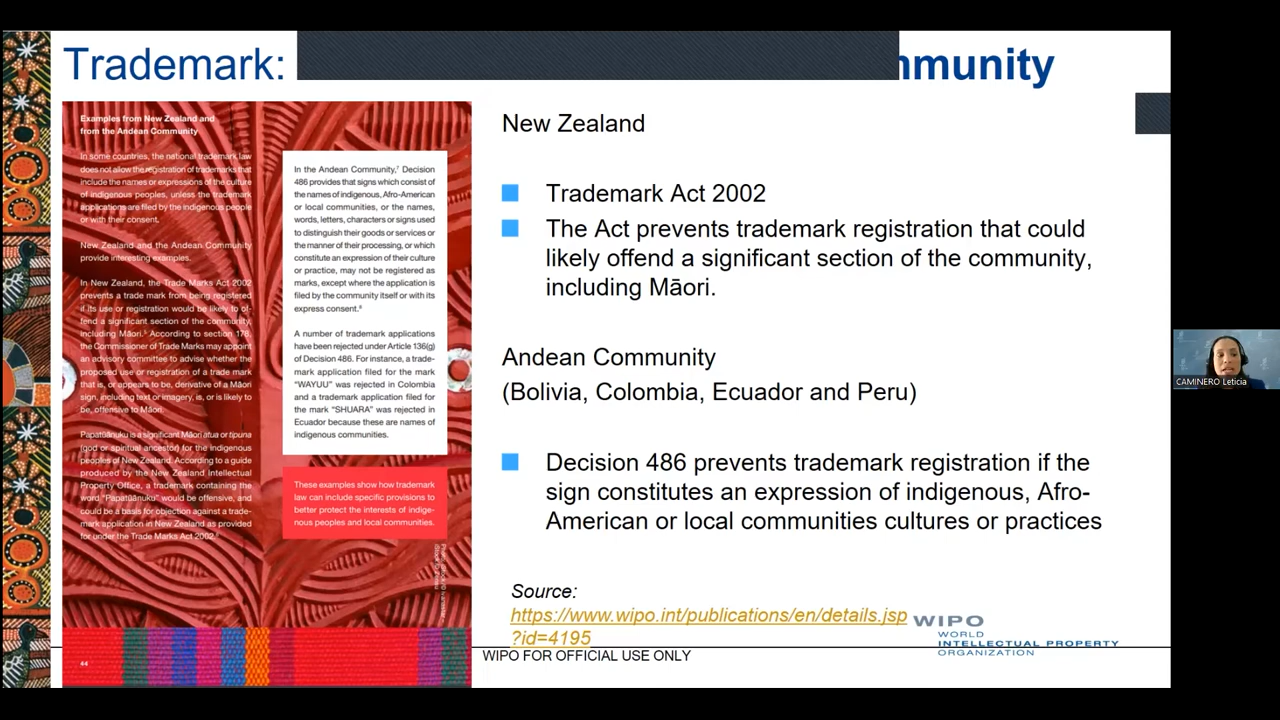 Trademark:
mmunity
Examples from New Zealand and
from the Andean Community
In some countries, the national trademark law
does not allow the registration of trademarks that
include the names or expressions of the culture
of indigenous peoples, unless the trademark
applications are filed by the indigenous people
or with their consent.
New Zealand and the Andean Community
provide interesting examples.
In New Zealand, the Trade Marks Act 2002
prevents a trade mark from being registered
if its use or registration would be likely to of-
fend a significant section of the community,
including Māori.5 According to section 178,
the Commissioner of Trade Marks may appoint
an advisory committee to advise whether the
proposed use or registration of a trade mark
that is, or appears to be, derivative of a Māori
sign, including text or imagery, is, or is likely to
be, offensive to Māori.
Papatūānuku is a significant Māori atua or tipuna
(god or spiritual ancestor) for the indigenous
peoples of New Zealand. According to a guide
produced by the New Zealand Intellectual
Property Office, a trademark containing the
word "Papatūānuku" would be offensive, and
could be a basis for objection against a trade-
mark application in New Zealand as provided
for under the Trade Marks Act 2002.
44
In the Andean Community,7 Decision
486 provides that signs which consist of
the names of indigenous, Afro-American
or local communities, or the names,
words, letters, characters or signs used
to distinguish their goods or services or
the manner of their processing, or which
constitute an expression of their culture
or practice, may not be registered as
marks, except where the application is
filed by the community itself or with its
express consent.8
A number of trademark applications
have been rejected under Article 136(g)
of Decision 486. For instance, a trade-
mark application filed for the mark
"WAYUU" was rejected in Colombia
and a trademark application filed for
the mark "SHUARA" was rejected in
Ecuador because these are names of
indigenous communities.
These examples show how trademark
law can include specific provisions to
better protect the interests of indige-
nous peoples and local communities.
New Zealand
Trademark Act 2002
The Act prevents trademark registration that could
likely offend a significant section of the community,
including Māori.
Andean Community
(Bolivia, Colombia, Ecuador and Peru)
Decision 486 prevents trademark registration if the
sign constitutes an expression of indigenous, Afro-
American or local communities cultures or practices
Source:
https://www.wipo.int/publications/en/details.jsp
?id=4195
WIPO
WORLD
INTELLECTUAL PROPERTY
ORGANIZATION
WIPO FOR OFFICIAL USE ONLY
CAMINERO Leticia